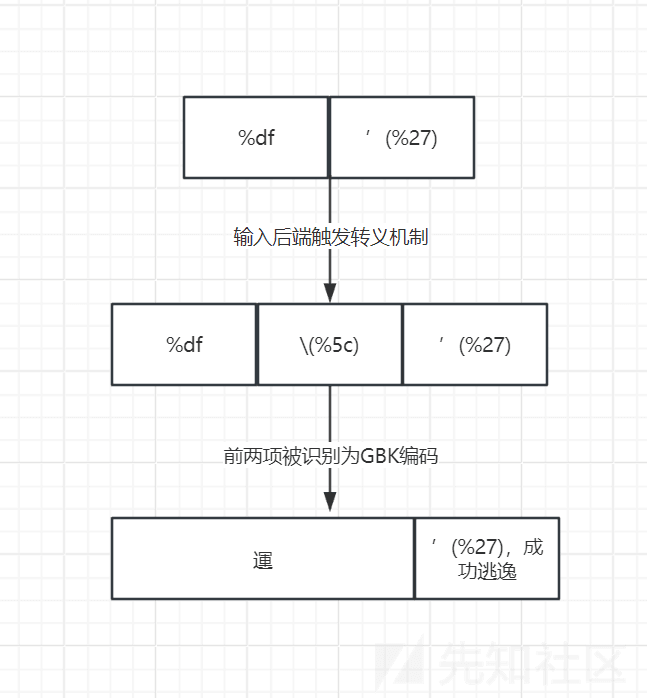 %df
′(%27)
输入后端触发转义机制
%df
\(%5c)
′(%27)
前两项被识别为GBK编码
運
′(%27)，成
功逃逸
先知社区